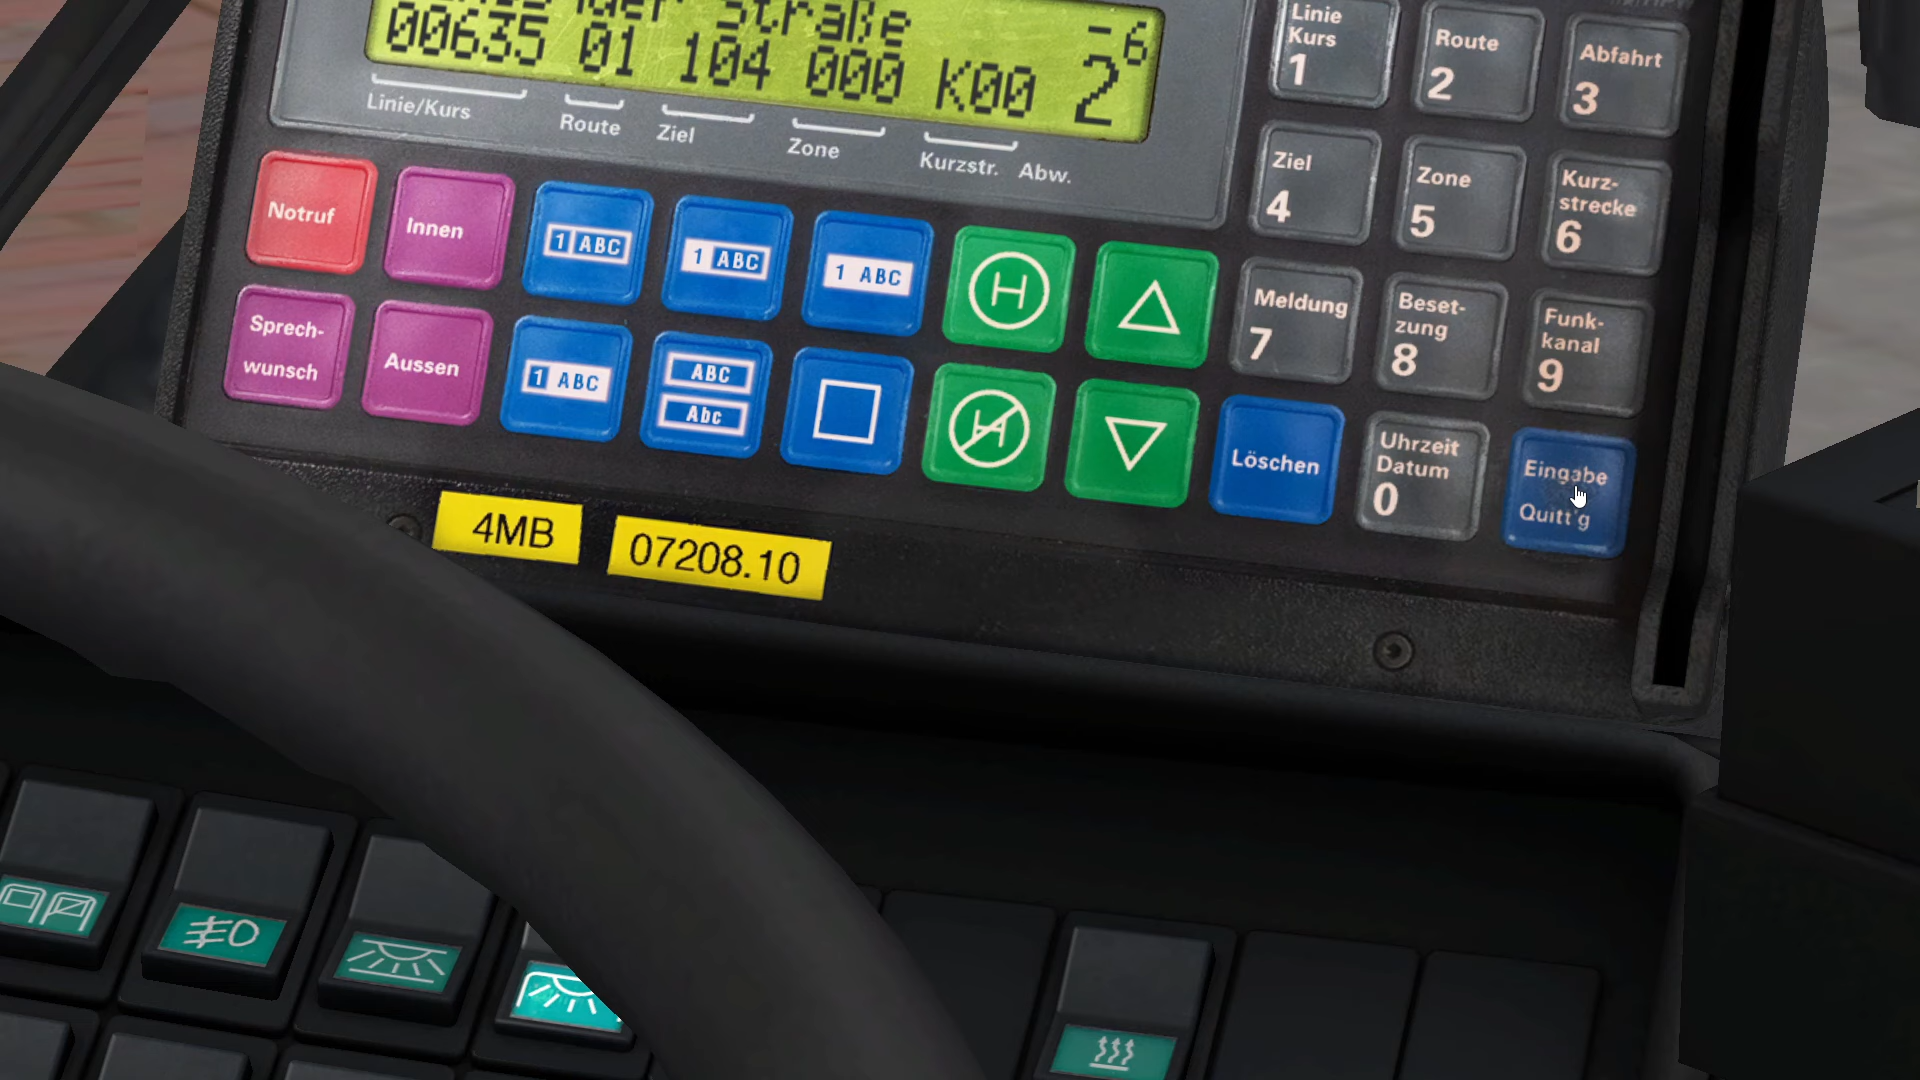 Straße
-6
00635 01 104 000 K00 2
Linie/Kurs
Route
Ziel
Zone
Kurzstr.
Abw.
Linie
Kurs
1
Route
2
Abfahrt
3
Ziel
4
Zone
5
Kurz-
strecke
6
Meldung
7
Beset-
zung
8
Funk-
kanal
9
Löschen
Uhrzeit
Datum
0
Eingabe
Quitt'g
Notruf
Innen
1 ABC
1 ABC
1 ABC
H
Sprech-
wunsch
Aussen
1 ABC
ABC
Abc
H
4MB
07208.10